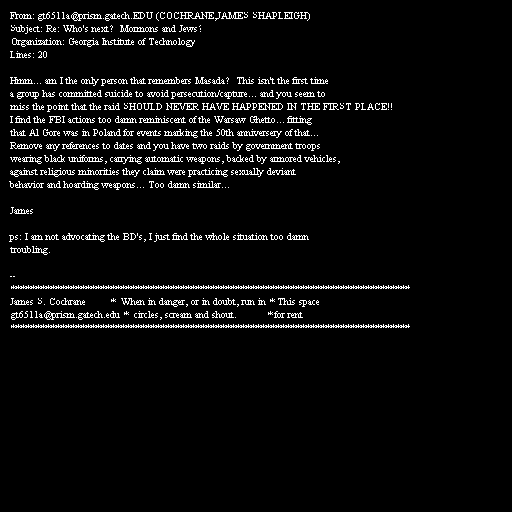 From: gt6511a@prism.gatech.EDU (COCHRANE,JAMES SHAPLEIGH)
Subject: Re: Who's next?  Mormons and Jews?
Organization: Georgia Institute of Technology
Lines: 20

Hmm... am I the only person that remembers Masada?  This isn't the first time
a group has committed suicide to avoid persecution/capture... and you seem to
miss the point that the raid SHOULD NEVER HAVE HAPPENED IN THE FIRST PLACE!!
I find the FBI actions too damn reminiscent of the Warsaw Ghetto... fitting
that Al Gore was in Poland for events marking the 50th anniversery of that...
Remove any references to dates and you have two raids by government troops
wearing black uniforms, carrying automatic weapons, backed by armored vehicles,
against religious minorities they claim were practicing sexually deviant
behavior and hoarding weapons... Too damn similar...

James

ps: I am not advocating the BD's, I just find the whole situation too damn
troubling.

--
********************************************************************************
James S. Cochrane        *  When in danger, or in doubt, run in * This space
gt6511a@prism.gatech.edu *  circles, scream and shout.          * for rent
********************************************************************************